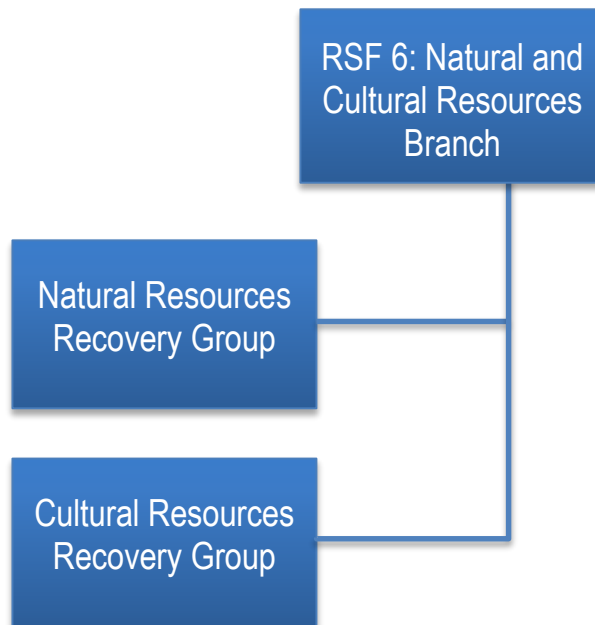 RSF 6: Natural and
Cultural Resources
Branch
Natural Resources
Recovery Group
Cultural Resources
Recovery Group